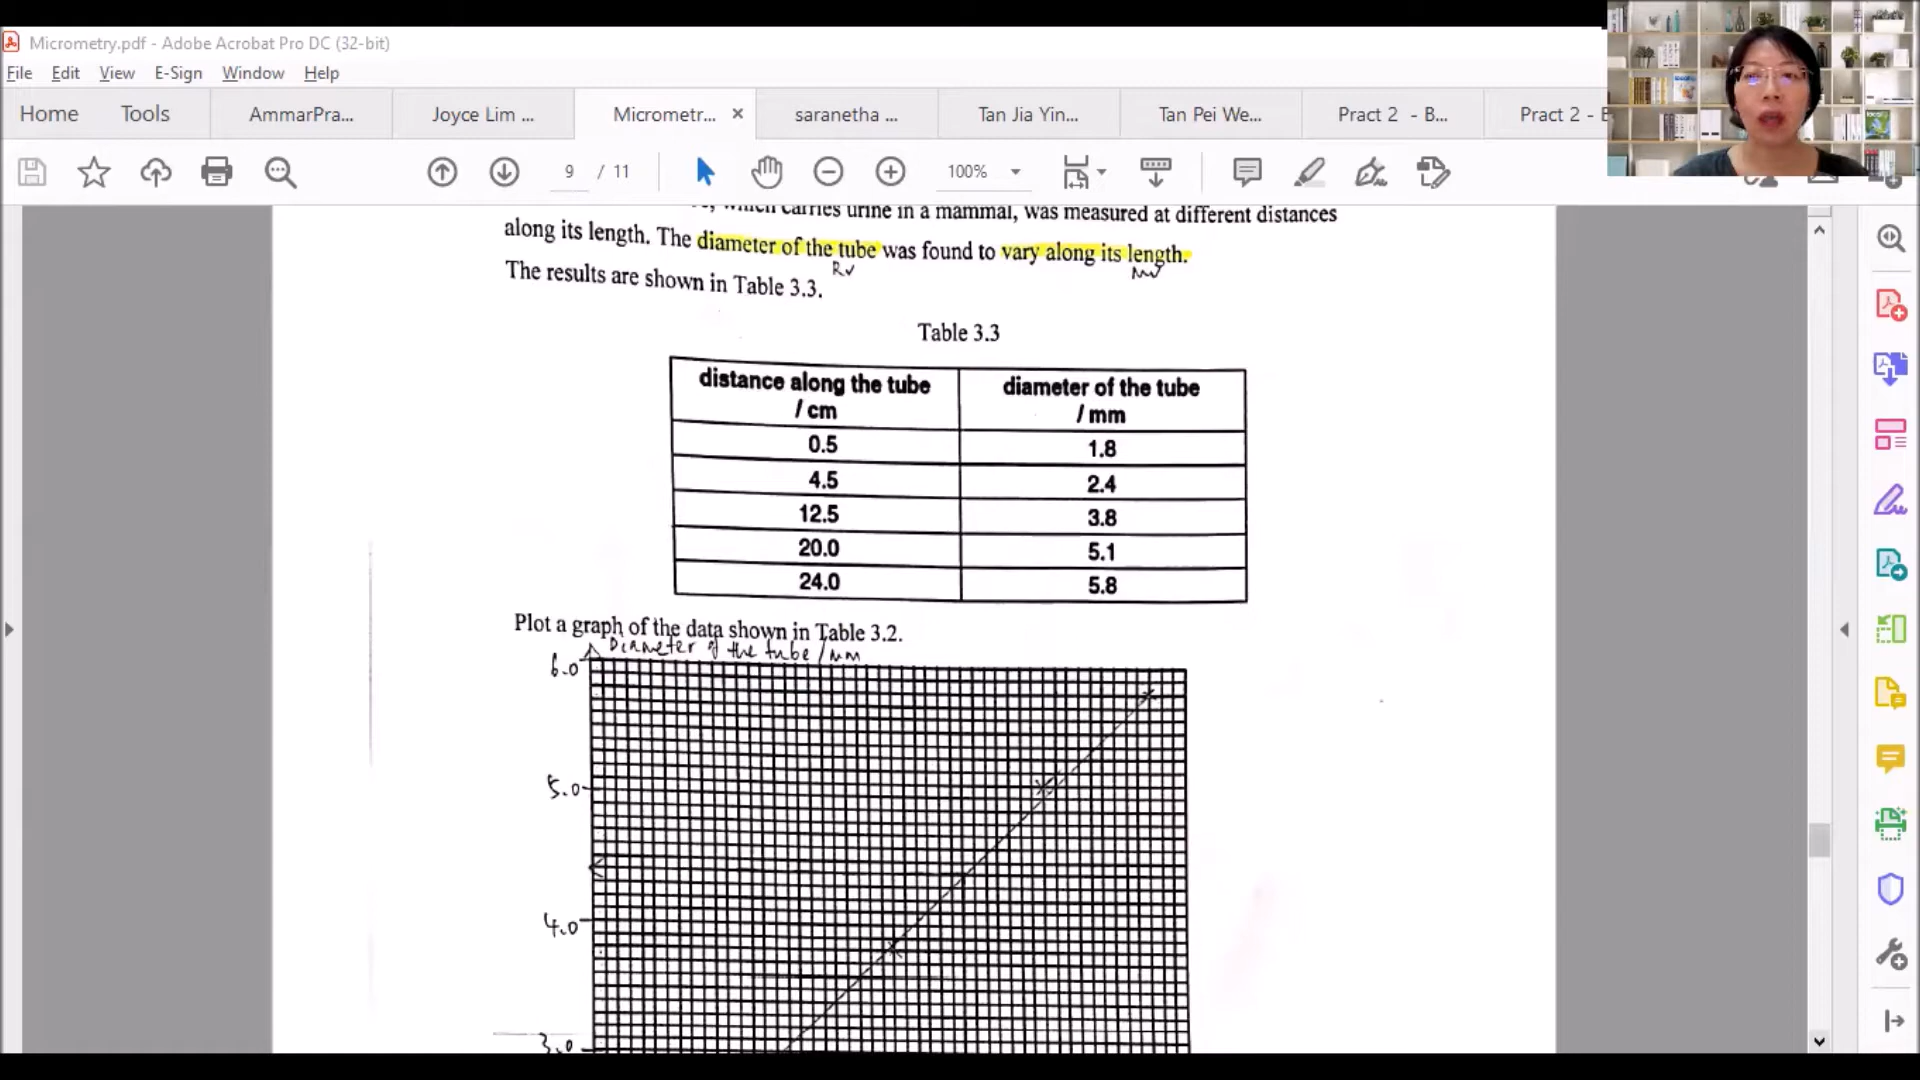 Micrometry.pdf - Adobe Acrobat Pro DC (32-bit)
File Edit View E-Sign Window Help
Home Tools AmmarPra... Joyce Lim ... Micrometr... × saranetha ... Tan Jia Yin... Tan Pei We... Pract 2 - B... Pract 2 - B
9 / 11 100%
which carries urine in a mammal, was measured at different distances
along its length. The diameter of the tube was found to vary along its length.
RV MV
The results are shown in Table 3.3.
Table 3.3
distance along the tube / cm diameter of the tube / mm
0.5 1.8
4.5 2.4
12.5 3.8
20.0 5.1
24.0 5.8
Plot a graph of the data shown in Table 3.2.
Diameter of the tube / mm
6.0
5.0
4.0
3.0